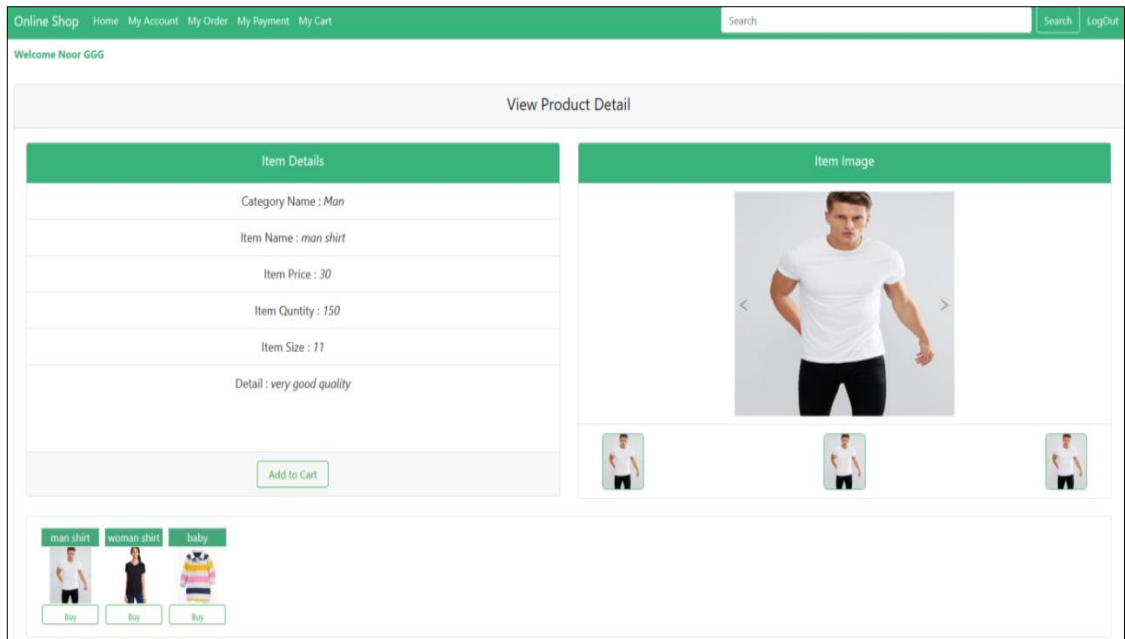 Online Shop Home My Account My Order My Payment My Cart Search Search LogOut
Welcome Noor GGG
View Product Detail
Item Details
Category Name : Man
Item Name : man shirt
Item Price : 30
Item Quntity : 150
Item Size : 11
Detail : very good quality
Add to Cart
Item Image
man shirt woman shirt baby
Buy Buy Buy